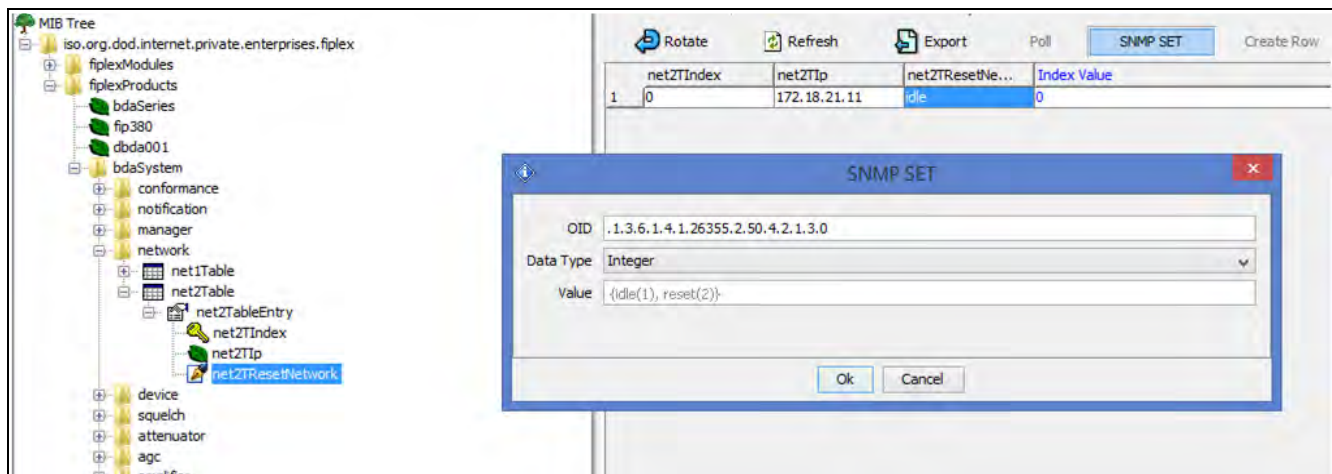 MIB Tree
iso.org.dod.internet.private.enterprises.fiplex
fiplexModules
fiplexProducts
bdaSeries
fip380
dbda001
bdaSystem
conformance
notification
manager
network
net1Table
net2Table
net2TableEntry
net2TIndex
net2TIp
net2TResetNetwork
device
squelch
attenuator
agc
Rotate Refresh Export Poll SNMP SET Create Row
net2TIndex net2TIp net2TResetNe... Index Value
1 0 172.18.21.11 idle 0
SNMP SET
OID .1.3.6.1.4.1.26355.2.50.4.2.1.3.0
Data Type Integer
Value {idle(1), reset(2)}
Ok Cancel